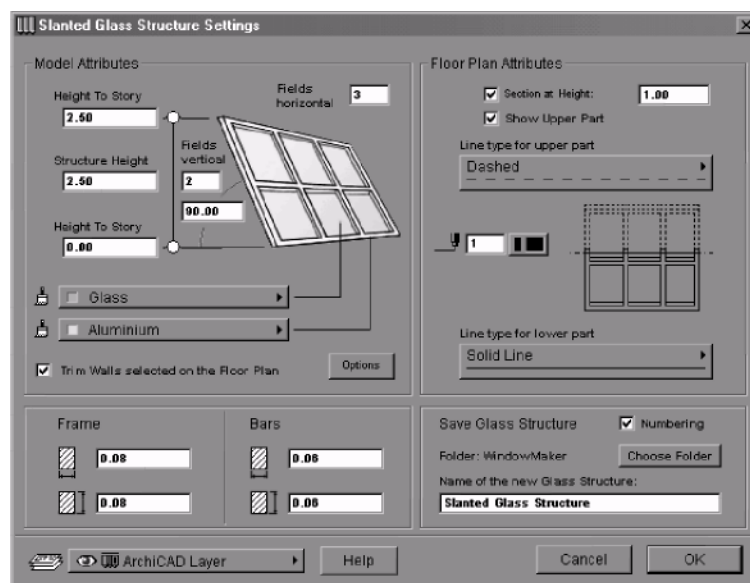 Slanted Glass Structure Settings
Model Attributes
Height To Story
2.50
Fields horizontal
3
Structure Height
2.50
Fields vertical
2
90.00
Height To Story
0.00
Glass
Aluminium
Trim Walls selected on the Floor Plan
Options
Floor Plan Attributes
Section at Height:
1.00
Show Upper Part
Line type for upper part
Dashed
1
Line type for lower part
Solid Line
Frame
0.08
0.08
Bars
0.06
0.06
Save Glass Structure
Numbering
Folder: WindowMaker
Choose Folder
Name of the new Glass Structure:
Slanted Glass Structure
ArchiCAD Layer
Help
Cancel
OK